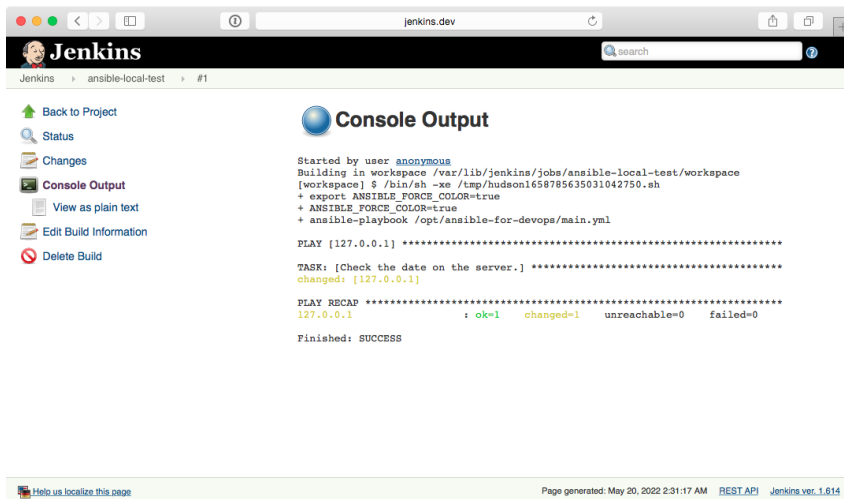 jenkins.dev
Jenkins
search
Jenkins ansible-local-test #1
Back to Project
Status
Changes
Console Output
View as plain text
Edit Build Information
Delete Build
Console Output
Started by user anonymous
Building in workspace /var/lib/jenkins/jobs/ansible-local-test/workspace
[workspace] $ /bin/sh -xe /tmp/hudson1658785635031042750.sh
+ export ANSIBLE_FORCE_COLOR=true
+ ANSIBLE_FORCE_COLOR=true
+ ansible-playbook /opt/ansible-for-devops/main.yml
PLAY [127.0.0.1] **************************************************************
TASK: [Check the date on the server.] *****************************************
changed: [127.0.0.1]
PLAY RECAP ********************************************************************
127.0.0.1 : ok=1 changed=1 unreachable=0 failed=0
Finished: SUCCESS
Help us localize this page
Page generated: May 20, 2022 2:31:17 AM REST API Jenkins ver. 1.614